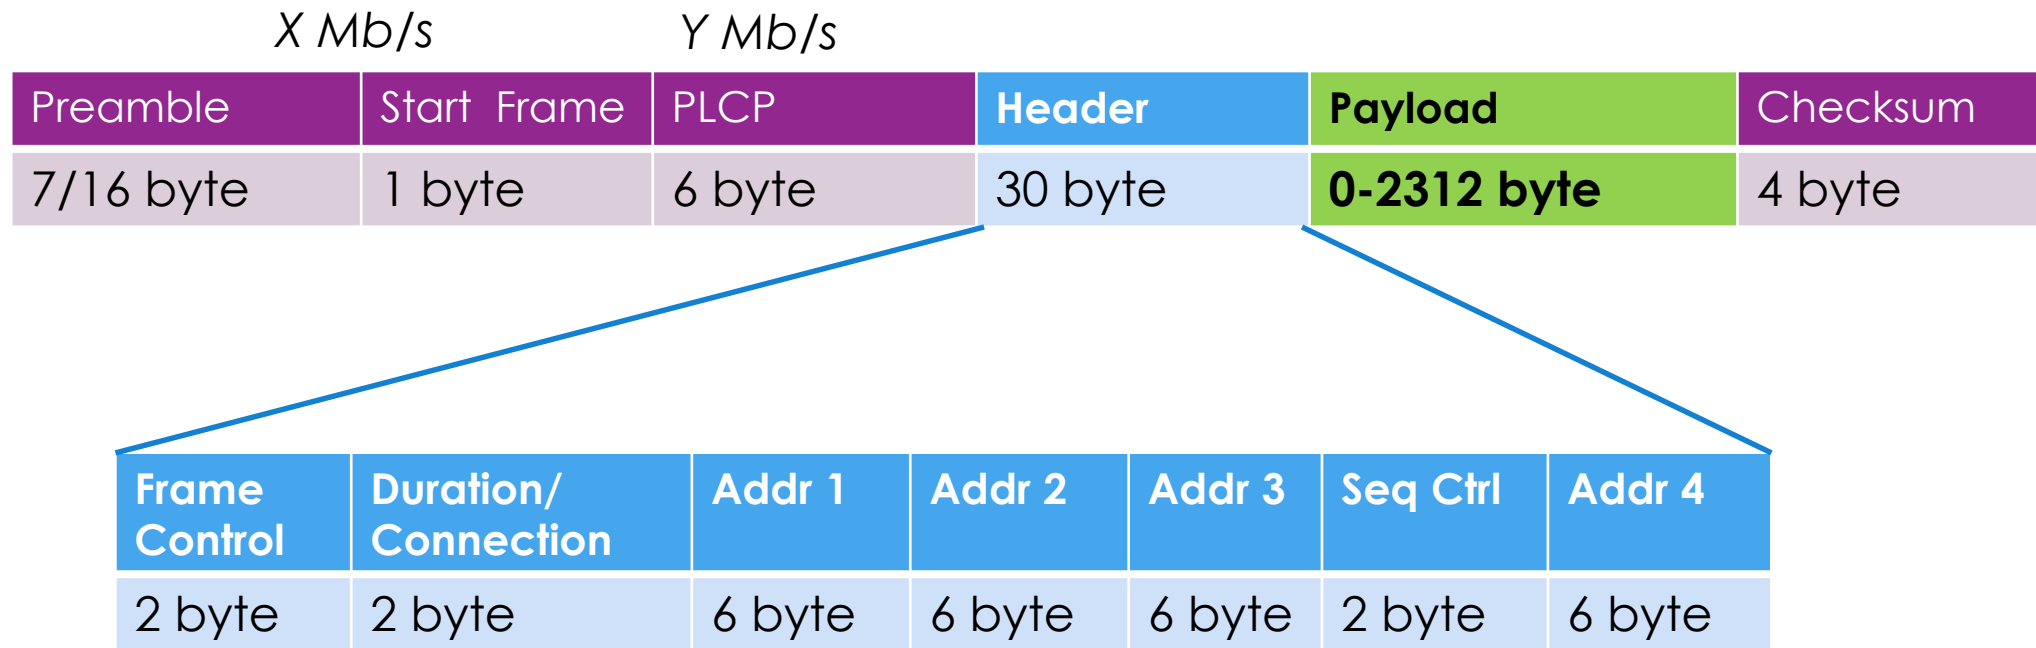 X Mb/s Y Mb/s
Preamble Start Frame PLCP Header Payload Checksum
7/16 byte 1 byte 6 byte 30 byte 0-2312 byte 4 byte
Frame Control Duration/ Connection Addr 1 Addr 2 Addr 3 Seq Ctrl Addr 4
2 byte 2 byte 6 byte 6 byte 6 byte 2 byte 6 byte